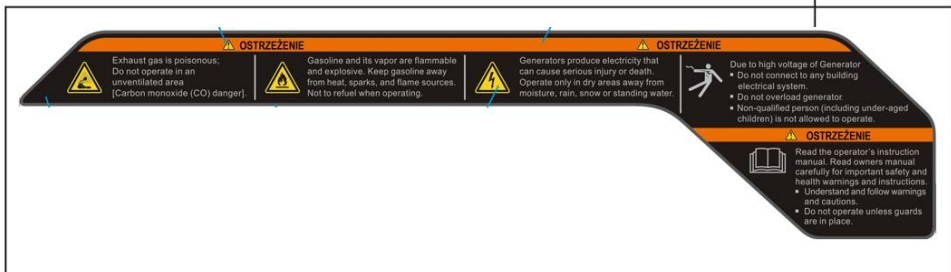 OSTRZEŻENIE
Exhaust gas is poisonous;
Do not operate in an
unventilated area
[Carbon monoxide (CO) danger].
Gasoline and its vapor are flammable
and explosive. Keep gasoline away
from heat, sparks, and flame sources.
Not to refuel when operating.
OSTRZEŻENIE
Generators produce electricity that
can cause serious injury or death.
Operate only in dry areas away from
moisture, rain, snow or standing water.
Due to high voltage of Generator
▪ Do not connect to any building
electrical system.
▪ Do not overload generator.
▪ Non-qualified person (including under-aged
children) is not allowed to operate.
OSTRZEŻENIE
Read the operator's instruction
manual. Read owners manual
carefully for important safety and
health warnings and instructions.
▪ Understand and follow warnings
and cautions.
▪ Do not operate unless guards
are in place.